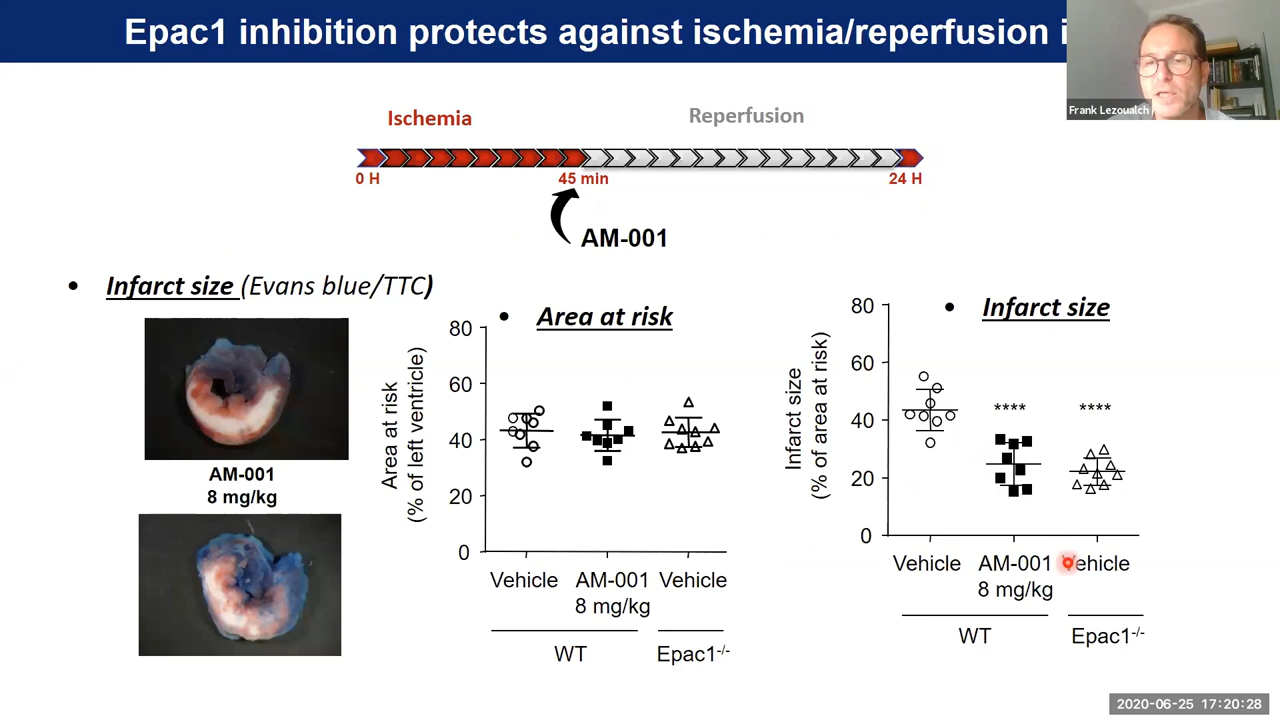 Epac1 inhibition protects against ischemia/reperfusion i
Frank Lezoualch
Ischemia
Reperfusion
0 H
45 min
24 H
AM-001
• Infarct size (Evans blue/TTC)
AM-001
8 mg/kg
• Area at risk
Area at risk
(% of left ventricle)
80
60
40
20
0
Vehicle
AM-001
8 mg/kg
Vehicle
WT
Epac1-/-
• Infarct size
Infarct size
(% of area at risk)
80
60
40
20
0
****
****
Vehicle
AM-001
8 mg/kg
Vehicle
WT
Epac1-/-
2020-06-25 17:20:28